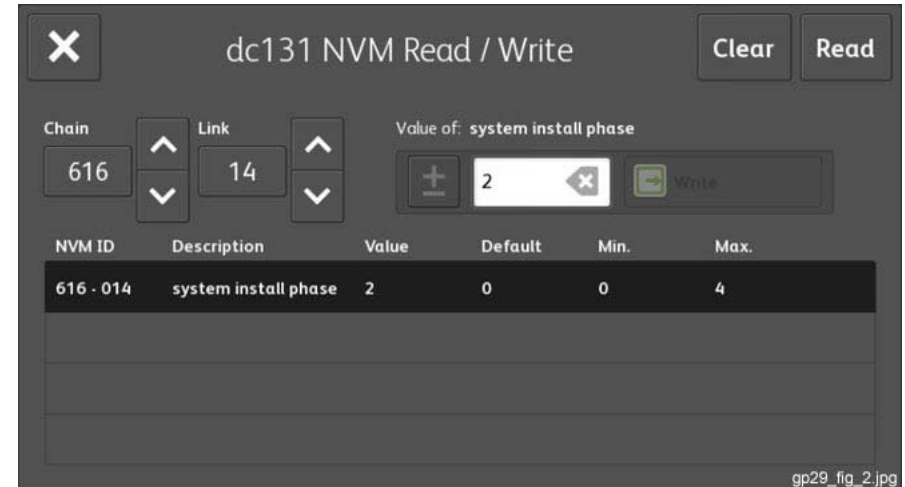 dc131 NVM Read / Write Clear Read
Chain Link Value of: system install phase
616 14 ± 2 Write
NVM ID Description Value Default Min. Max.
616 - 014 system install phase 2 0 0 4
gp29_fig_2.jpg